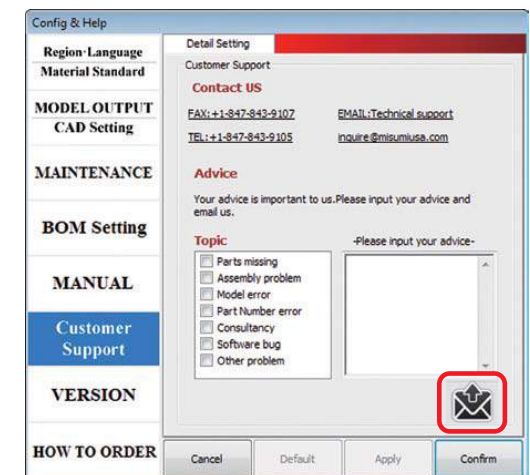 Config & Help
Region·Language
Material Standard
MODEL OUTPUT
CAD Setting
MAINTENANCE
BOM Setting
MANUAL
Customer
Support
VERSION
HOW TO ORDER
Detail Setting
Customer Support
Contact US
FAX:+1-847-843-9107 EMAIL:Technical support
TEL:+1-847-843-9105 inquire@misumiusa.com
Advice
Your advice is important to us.Please input your advice and
email us.
Topic -Please input your advice-
Parts missing
Assembly problem
Model error
Part Number error
Consultancy
Software bug
Other problem
Cancel Default Apply Confirm